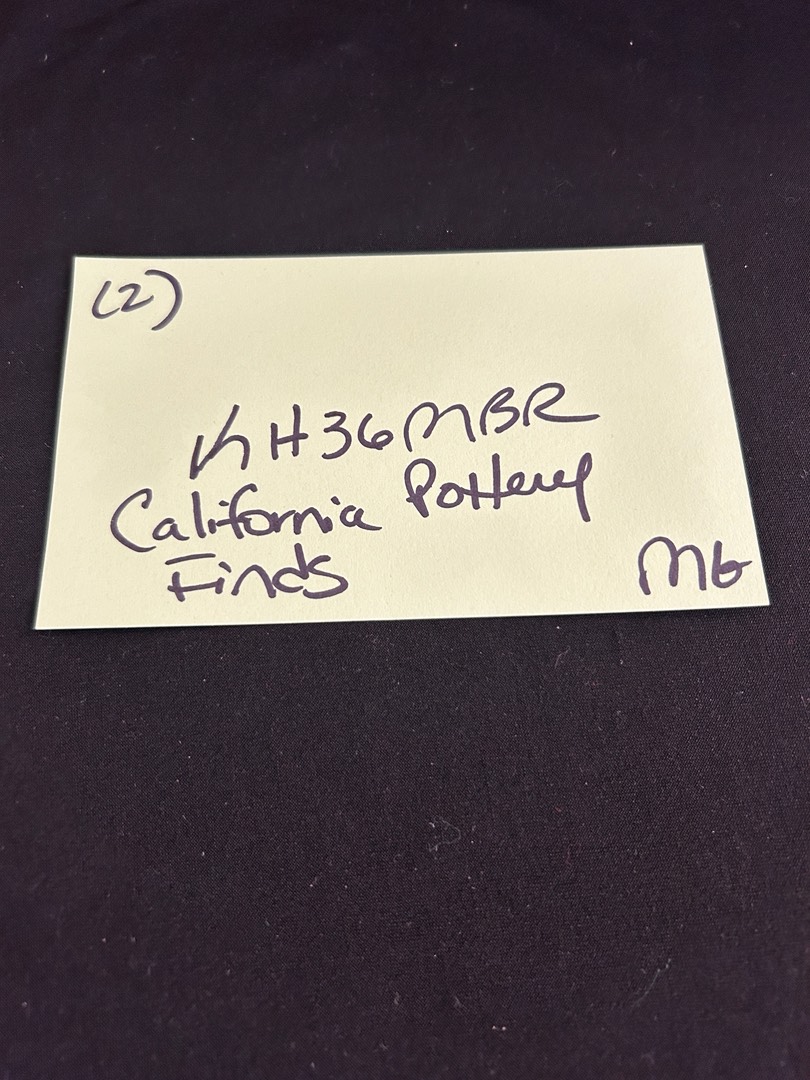 (2)
KH36MBR
California Pottery
Finds
MG